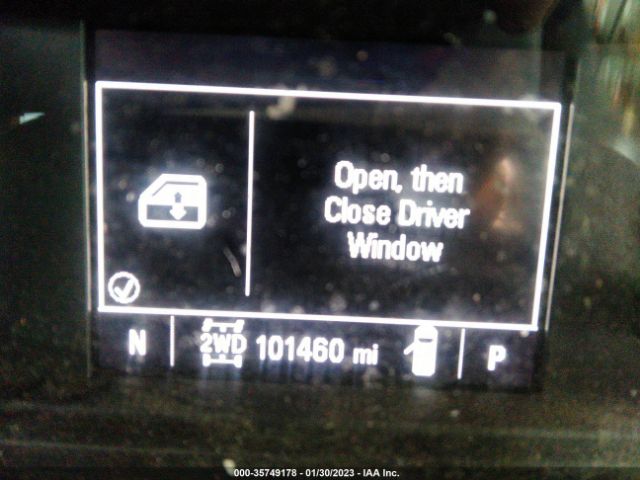 Open, then
Close Driver
Window
N 2WD 101460 mi P
000-35749178 - 01/30/2023 - IAA Inc.